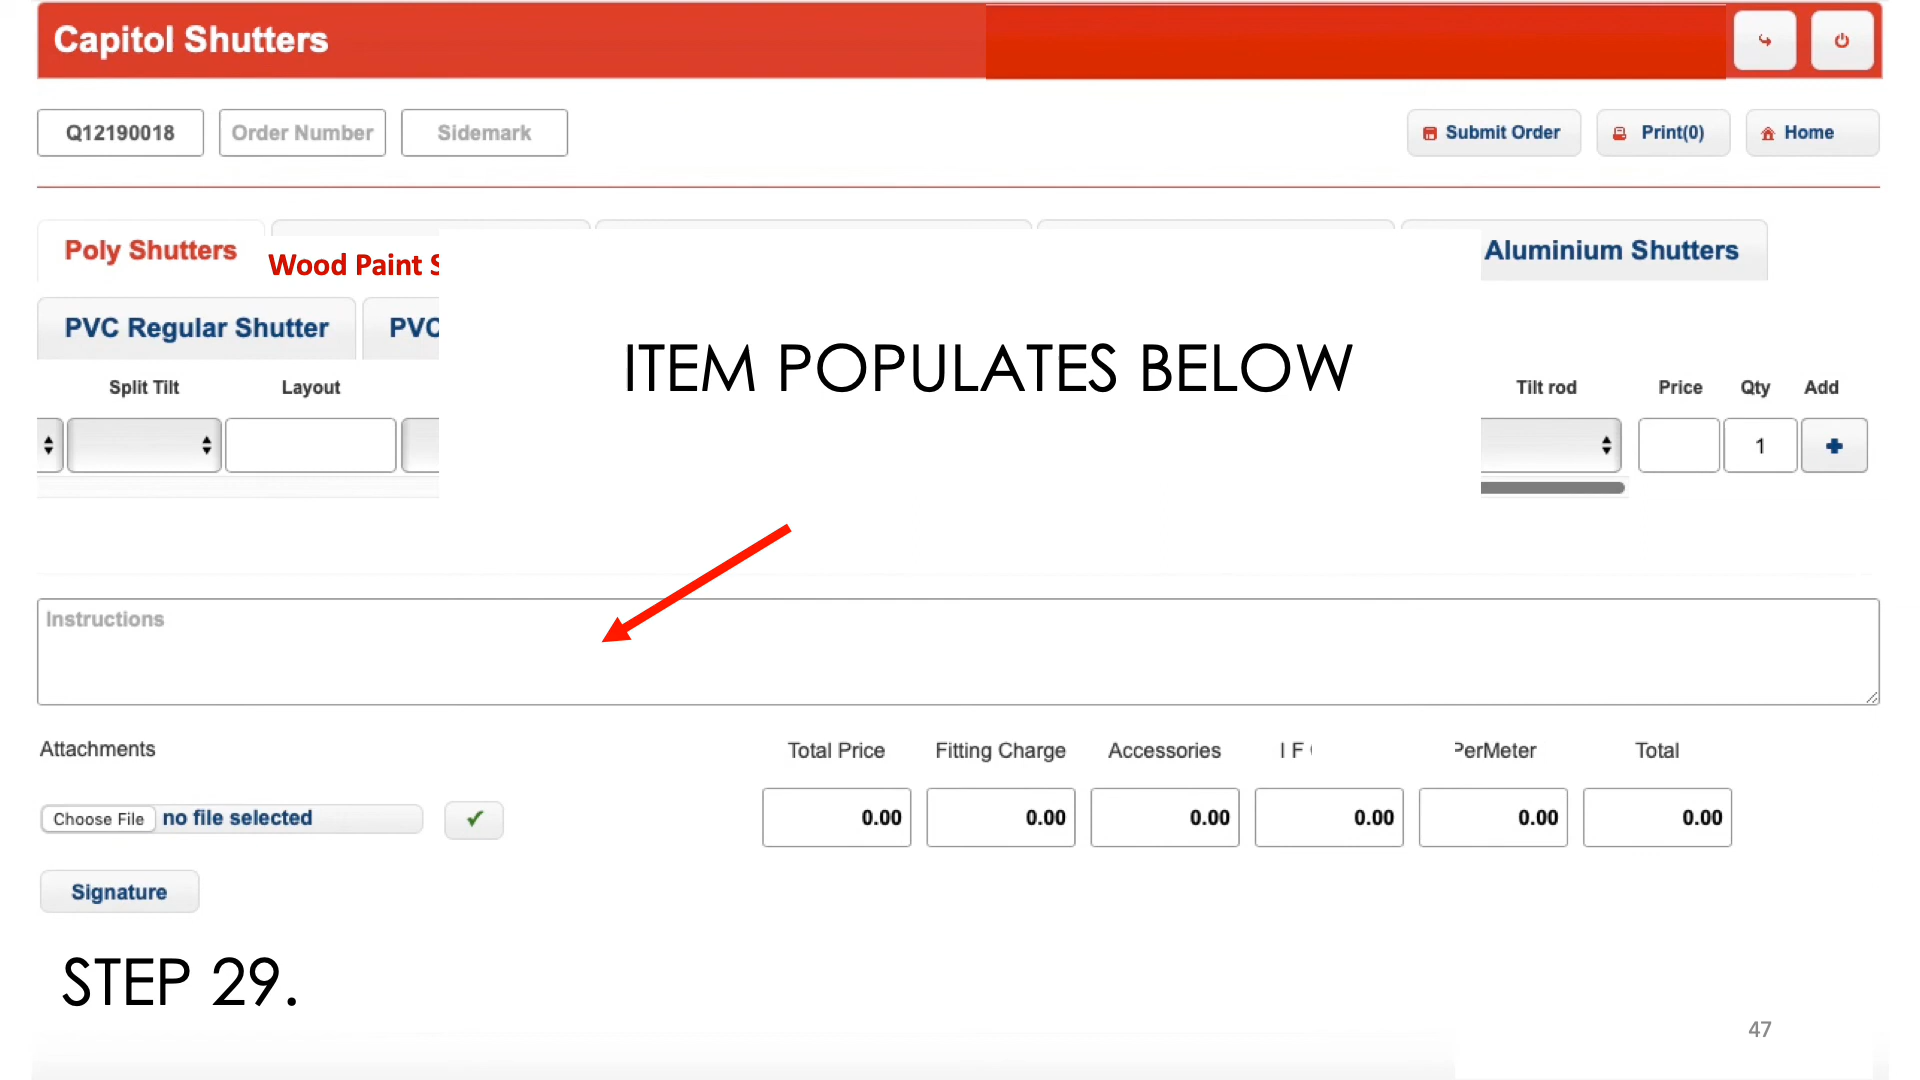 Capitol Shutters
Q12190018 Order Number Sidemark Submit Order Print(0) Home
Poly Shutters Wood Paint S Aluminium Shutters
PVC Regular Shutter PVC
ITEM POPULATES BELOW
Split Tilt Layout Tilt rod Price Qty Add
1
Instructions
Attachments Total Price Fitting Charge Accessories I F PerMeter Total
Choose File no file selected ✓ 0.00 0.00 0.00 0.00 0.00 0.00
Signature
STEP 29.
47